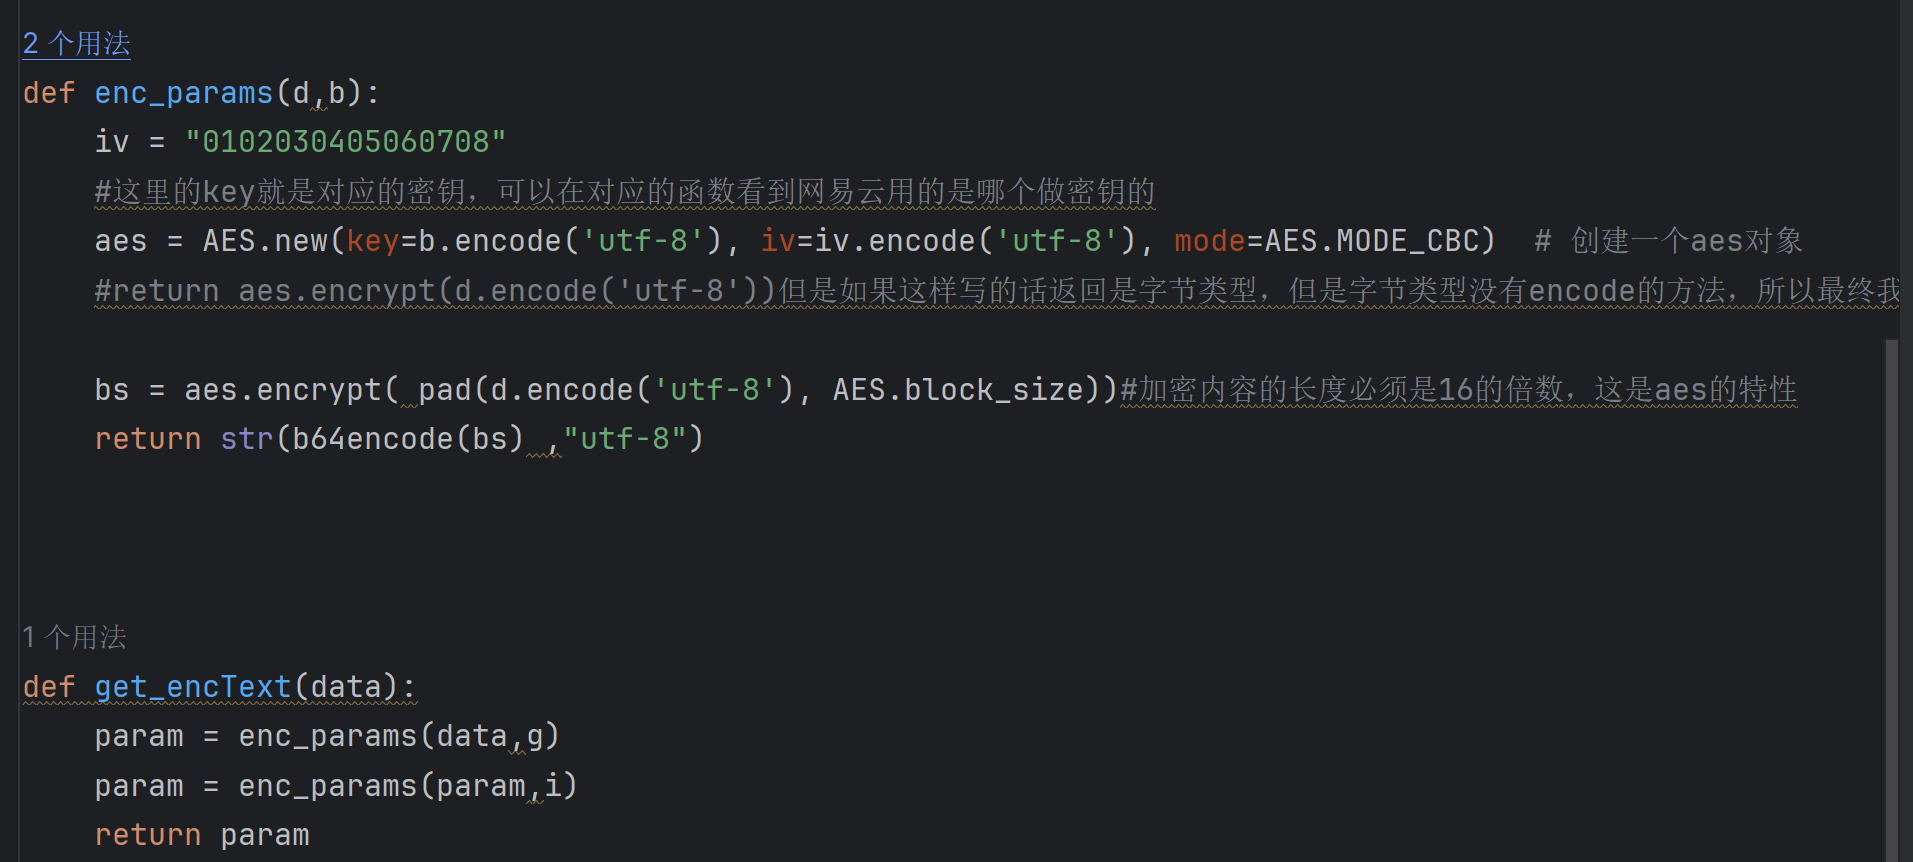 2 个用法
def enc_params(d,b):
    iv = "0102030405060708"
    #这里的key就是对应的密钥，可以在对应的函数看到网易云用的是哪个做密钥的
    aes = AES.new(key=b.encode('utf-8'), iv=iv.encode('utf-8'), mode=AES.MODE_CBC)  # 创建一个aes对象
    #return aes.encrypt(d.encode('utf-8'))但是如果这样写的话返回是字节类型，但是字节类型没有encode的方法，所以最终我
    bs = aes.encrypt( pad(d.encode('utf-8'), AES.block_size))#加密内容的长度必须是16的倍数，这是aes的特性
    return str(b64encode(bs) ,"utf-8")
1 个用法
def get_encText(data):
    param = enc_params(data,g)
    param = enc_params(param,i)
    return param